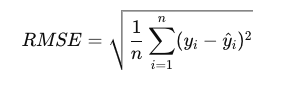 RMSE = √(1/n ∑_{i=1}^{n} (y_i − ŷ_i)²)